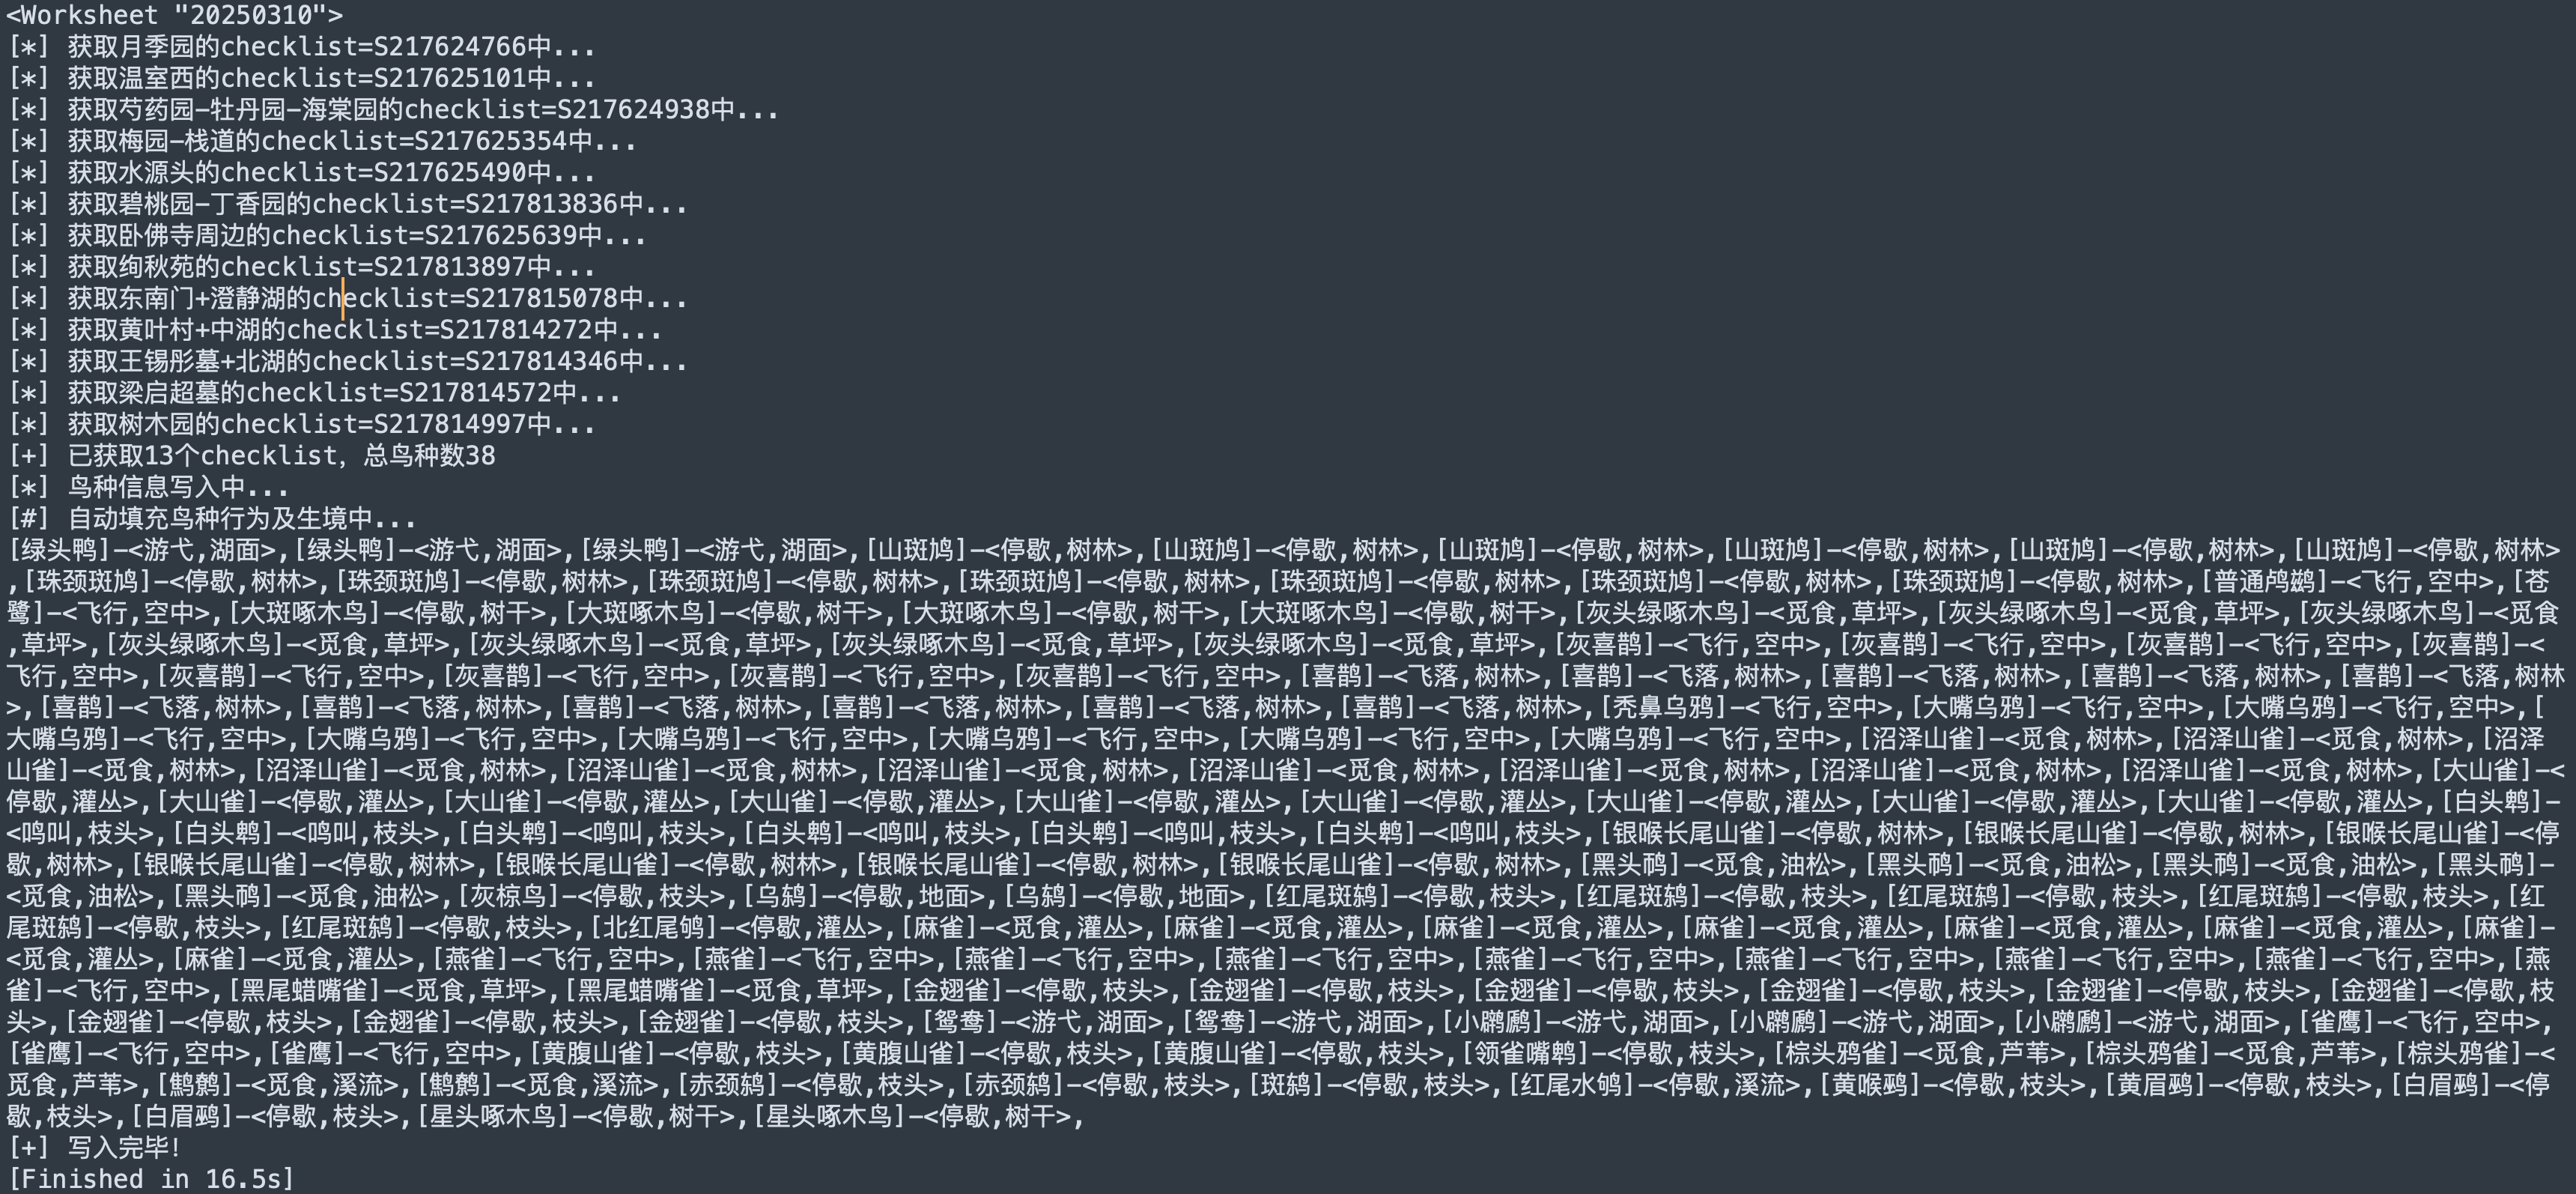 <Worksheet "20250310">
[*] 获取月季园的checklist=S217624766中...
[*] 获取温室西的checklist=S217625101中...
[*] 获取芍药园-牡丹园-海棠园的checklist=S217624938中...
[*] 获取梅园-栈道的checklist=S217625354中...
[*] 获取水源头的checklist=S217625490中...
[*] 获取碧桃园-丁香园的checklist=S217813836中...
[*] 获取卧佛寺周边的checklist=S217625639中...
[*] 获取绚秋苑的checklist=S217813897中...
[*] 获取东南门+澄静湖的checklist=S217815078中...
[*] 获取黄叶村+中湖的checklist=S217814272中...
[*] 获取王锡彤墓+北湖的checklist=S217814346中...
[*] 获取梁启超墓的checklist=S217814572中...
[*] 获取树木园的checklist=S217814997中...
[+] 已获取13个checklist，总鸟种数38
[*] 鸟种信息写入中...
[#] 自动填充鸟种行为及生境中...
[绿头鸭]-<游弋,湖面>,[绿头鸭]-<游弋,湖面>,[绿头鸭]-<游弋,湖面>,[山斑鸠]-<停歇,树林>,[山斑鸠]-<停歇,树林>,[山斑鸠]-<停歇,树林>,[山斑鸠]-<停歇,树林>,[山斑鸠]-<停歇,树林>,[山斑鸠]-<停歇,树林>
,[珠颈斑鸠]-<停歇,树林>,[珠颈斑鸠]-<停歇,树林>,[珠颈斑鸠]-<停歇,树林>,[珠颈斑鸠]-<停歇,树林>,[珠颈斑鸠]-<停歇,树林>,[珠颈斑鸠]-<停歇,树林>,[珠颈斑鸠]-<停歇,树林>,[普通鸬鹚]-<飞行,空中>,[苍
鹭]-<飞行,空中>,[大斑啄木鸟]-<停歇,树干>,[大斑啄木鸟]-<停歇,树干>,[大斑啄木鸟]-<停歇,树干>,[大斑啄木鸟]-<停歇,树干>,[灰头绿啄木鸟]-<觅食,草坪>,[灰头绿啄木鸟]-<觅食,草坪>,[灰头绿啄木鸟]-<觅食
,草坪>,[灰头绿啄木鸟]-<觅食,草坪>,[灰头绿啄木鸟]-<觅食,草坪>,[灰头绿啄木鸟]-<觅食,草坪>,[灰头绿啄木鸟]-<觅食,草坪>,[灰喜鹊]-<飞行,空中>,[灰喜鹊]-<飞行,空中>,[灰喜鹊]-<飞行,空中>,[灰喜鹊]-<
飞行,空中>,[灰喜鹊]-<飞行,空中>,[灰喜鹊]-<飞行,空中>,[灰喜鹊]-<飞行,空中>,[灰喜鹊]-<飞行,空中>,[喜鹊]-<飞落,树林>,[喜鹊]-<飞落,树林>,[喜鹊]-<飞落,树林>,[喜鹊]-<飞落,树林>,[喜鹊]-<飞落,树林
>,[喜鹊]-<飞落,树林>,[喜鹊]-<飞落,树林>,[喜鹊]-<飞落,树林>,[喜鹊]-<飞落,树林>,[喜鹊]-<飞落,树林>,[喜鹊]-<飞落,树林>,[秃鼻乌鸦]-<飞行,空中>,[大嘴乌鸦]-<飞行,空中>,[大嘴乌鸦]-<飞行,空中>,[
大嘴乌鸦]-<飞行,空中>,[大嘴乌鸦]-<飞行,空中>,[大嘴乌鸦]-<飞行,空中>,[大嘴乌鸦]-<飞行,空中>,[大嘴乌鸦]-<飞行,空中>,[大嘴乌鸦]-<飞行,空中>,[沼泽山雀]-<觅食,树林>,[沼泽山雀]-<觅食,树林>,[沼泽
山雀]-<觅食,树林>,[沼泽山雀]-<觅食,树林>,[沼泽山雀]-<觅食,树林>,[沼泽山雀]-<觅食,树林>,[沼泽山雀]-<觅食,树林>,[沼泽山雀]-<觅食,树林>,[沼泽山雀]-<觅食,树林>,[沼泽山雀]-<觅食,树林>,[大山雀]-<
停歇,灌丛>,[大山雀]-<停歇,灌丛>,[大山雀]-<停歇,灌丛>,[大山雀]-<停歇,灌丛>,[大山雀]-<停歇,灌丛>,[大山雀]-<停歇,灌丛>,[大山雀]-<停歇,灌丛>,[大山雀]-<停歇,灌丛>,[大山雀]-<停歇,灌丛>,[白头鹎]-
<鸣叫,枝头>,[白头鹎]-<鸣叫,枝头>,[白头鹎]-<鸣叫,枝头>,[白头鹎]-<鸣叫,枝头>,[白头鹎]-<鸣叫,枝头>,[白头鹎]-<鸣叫,枝头>,[银喉长尾山雀]-<停歇,树林>,[银喉长尾山雀]-<停歇,树林>,[银喉长尾山雀]-<停
歇,树林>,[银喉长尾山雀]-<停歇,树林>,[银喉长尾山雀]-<停歇,树林>,[银喉长尾山雀]-<停歇,树林>,[银喉长尾山雀]-<停歇,树林>,[黑头䴓]-<觅食,油松>,[黑头䴓]-<觅食,油松>,[黑头䴓]-<觅食,油松>,[黑头䴓]-
<觅食,油松>,[黑头䴓]-<觅食,油松>,[灰椋鸟]-<停歇,枝头>,[乌鸫]-<停歇,地面>,[乌鸫]-<停歇,地面>,[红尾斑鸫]-<停歇,枝头>,[红尾斑鸫]-<停歇,枝头>,[红尾斑鸫]-<停歇,枝头>,[红尾斑鸫]-<停歇,枝头>,[红
尾斑鸫]-<停歇,枝头>,[红尾斑鸫]-<停歇,枝头>,[北红尾鸲]-<停歇,灌丛>,[麻雀]-<觅食,灌丛>,[麻雀]-<觅食,灌丛>,[麻雀]-<觅食,灌丛>,[麻雀]-<觅食,灌丛>,[麻雀]-<觅食,灌丛>,[麻雀]-<觅食,灌丛>,[麻雀]-
<觅食,灌丛>,[麻雀]-<觅食,灌丛>,[燕雀]-<飞行,空中>,[燕雀]-<飞行,空中>,[燕雀]-<飞行,空中>,[燕雀]-<飞行,空中>,[燕雀]-<飞行,空中>,[燕雀]-<飞行,空中>,[燕雀]-<飞行,空中>,[燕雀]-<飞行,空中>,[燕
雀]-<飞行,空中>,[黑尾蜡嘴雀]-<觅食,草坪>,[黑尾蜡嘴雀]-<觅食,草坪>,[金翅雀]-<停歇,枝头>,[金翅雀]-<停歇,枝头>,[金翅雀]-<停歇,枝头>,[金翅雀]-<停歇,枝头>,[金翅雀]-<停歇,枝头>,[金翅雀]-<停歇,枝
头>,[金翅雀]-<停歇,枝头>,[金翅雀]-<停歇,枝头>,[金翅雀]-<停歇,枝头>,[鸳鸯]-<游弋,湖面>,[鸳鸯]-<游弋,湖面>,[小䴙䴘]-<游弋,湖面>,[小䴙䴘]-<游弋,湖面>,[小䴙䴘]-<游弋,湖面>,[雀鹰]-<飞行,空中>,
[雀鹰]-<飞行,空中>,[雀鹰]-<飞行,空中>,[黄腹山雀]-<停歇,枝头>,[黄腹山雀]-<停歇,枝头>,[黄腹山雀]-<停歇,枝头>,[领雀嘴鹎]-<停歇,枝头>,[棕头鸦雀]-<觅食,芦苇>,[棕头鸦雀]-<觅食,芦苇>,[棕头鸦雀]-<
觅食,芦苇>,[鹪鹩]-<觅食,溪流>,[鹪鹩]-<觅食,溪流>,[赤颈鸫]-<停歇,枝头>,[赤颈鸫]-<停歇,枝头>,[斑鸫]-<停歇,枝头>,[红尾水鸲]-<停歇,溪流>,[黄喉鹀]-<停歇,枝头>,[黄眉鹀]-<停歇,枝头>,[白眉鹀]-<停
歇,枝头>,[白眉鹀]-<停歇,枝头>,[星头啄木鸟]-<停歇,树干>,[星头啄木鸟]-<停歇,树干>,
[+] 写入完毕！
[Finished in 16.5s]